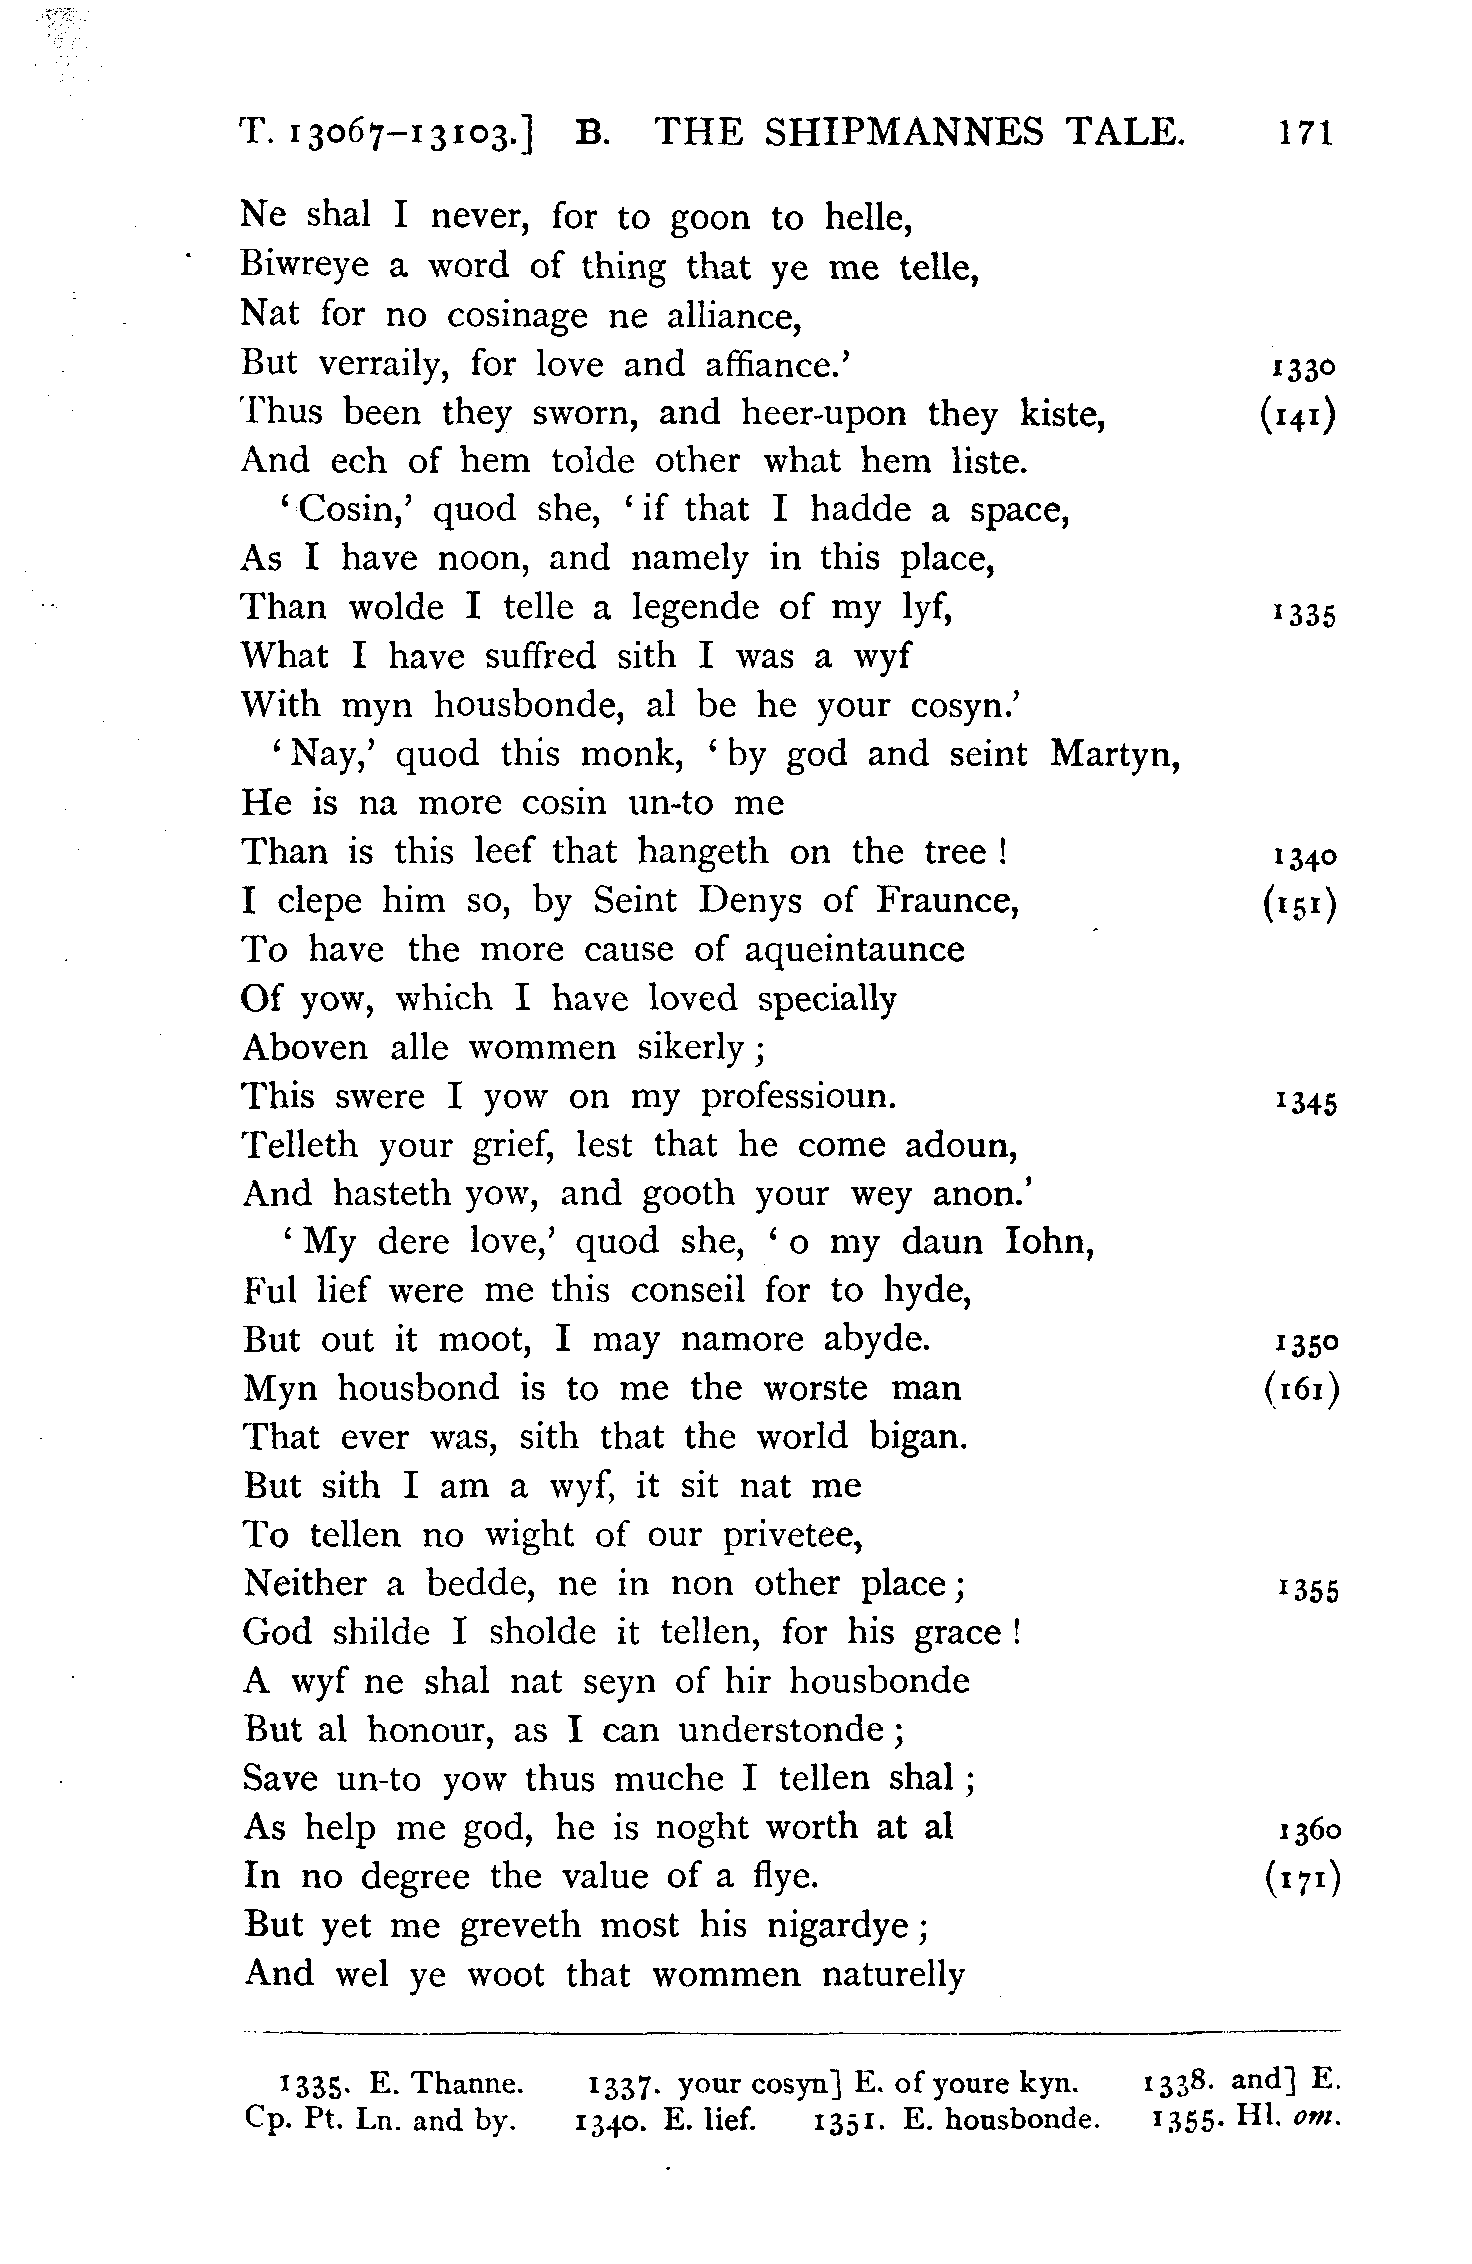 T. 13067–13103.] B. THE SHIPMANNES TALE. 171
Ne shal I never, for to goon to helle,
Biwreye a word of thing that ye me telle,
Nat for no cosinage ne alliance,
But verraily, for love and affiance.’ 1330
Thus been they sworn, and heer-upon they kiste, (141)
And ech of hem tolde other what hem liste.
‘Cosin,’ quod she, ‘if that I hadde a space,
As I have noon, and namely in this place,
Than wolde I telle a legende of my lyf, 1335
What I have suffred sith I was a wyf
With myn housbonde, al be he your cosyn.’
‘Nay,’ quod this monk, ‘by god and seint Martyn,
He is na more cosin un-to me
Than is this leef that hangeth on the tree! 1340
I clepe him so, by Seint Denys of Fraunce, (151)
To have the more cause of aqueintaunce
Of yow, which I have loved specially
Aboven alle wommen sikerly;
This swere I yow on my professioun. 1345
Telleth your grief, lest that he come adoun,
And hasteth yow, and gooth your wey anon.’
‘My dere love,’ quod she, ‘o my daun Iohn,
Ful lief were me this conseil for to hyde,
But out it moot, I may namore abyde. 1350
Myn housbond is to me the worste man (161)
That ever was, sith that the world bigan.
But sith I am a wyf, it sit nat me
To tellen no wight of our privetee,
Neither a bedde, ne in non other place; 1355
God shilde I sholde it tellen, for his grace!
A wyf ne shal nat seyn of hir housbonde
But al honour, as I can understonde;
Save un-to yow thus muche I tellen shal;
As help me god, he is noght worth at al 1360
In no degree the value of a flye. (171)
But yet me greveth most his nigardye;
And wel ye woot that wommen naturelly
1335. E. Thanne. 1337. your cosyn] E. of youre kyn. 1338. and] E.
Cp. Pt. Ln. and by. 1340. E. lief. 1351. E. housbonde. 1355. Hl. om.